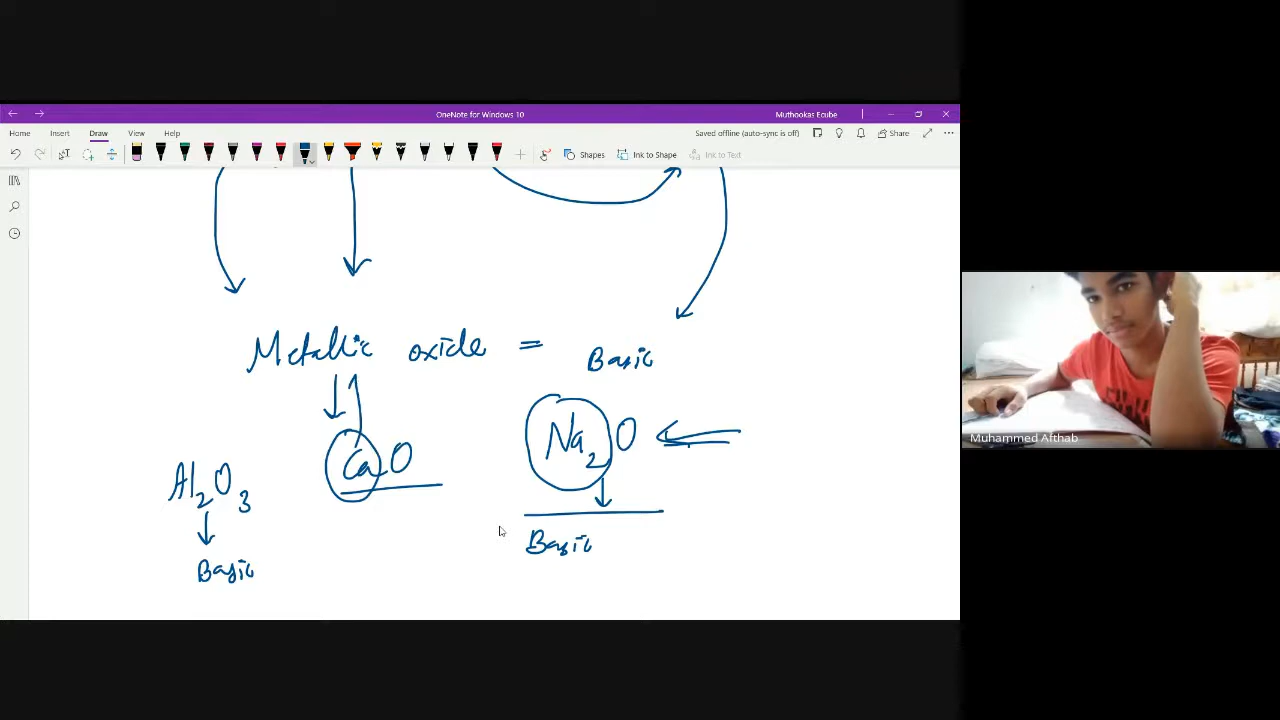 OneNote for Windows 10
Muthookas Ecube
Home Insert Draw View Help
Saved offline (auto-sync is off)
Share
Shapes
Ink to Shape
Ink to Text
Metallic oxide = Basic
CaO
Na2O
Al2O3
Basic
Basic
Muhammed Afthab